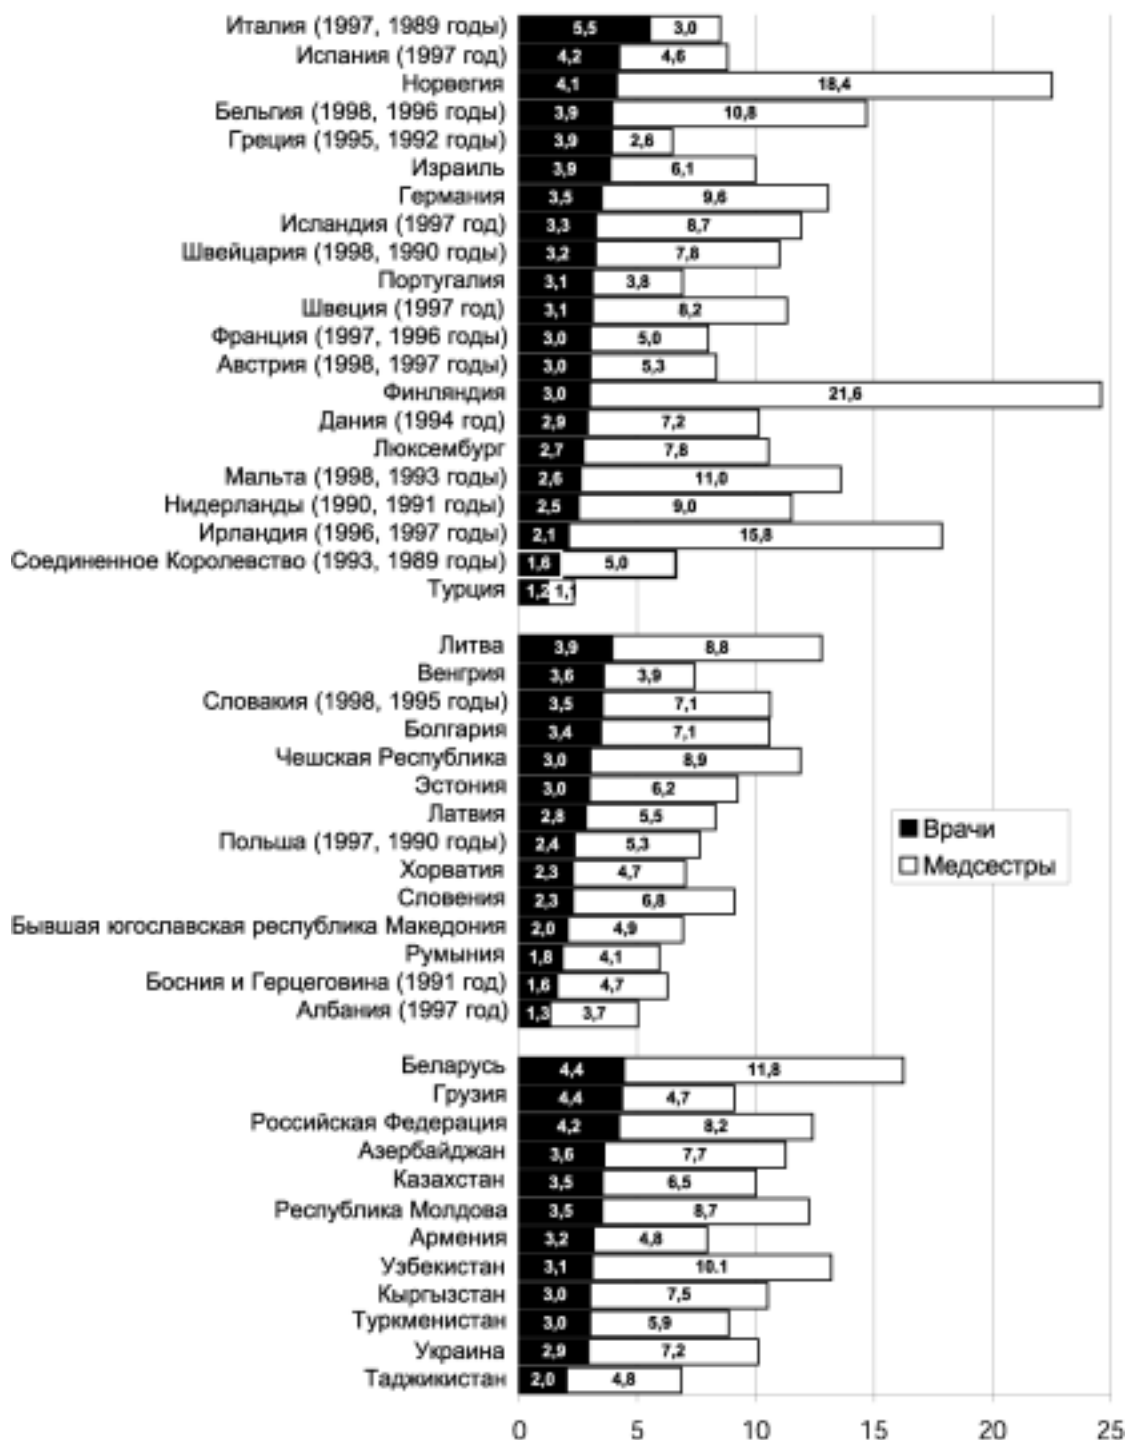 Италия (1997, 1989 годы) 5,5 3,0
Испания (1997 год) 4,2 4,6
Норвегия 4,1 18,4
Бельгия (1998, 1996 годы) 3,9 10,8
Греция (1995, 1992 годы) 3,9 2,6
Израиль 3,9 6,1
Германия 3,5 9,6
Исландия (1997 год) 3,3 8,7
Швейцария (1998, 1990 годы) 3,2 7,8
Португалия 3,1 3,8
Швеция (1997 год) 3,1 8,2
Франция (1997, 1996 годы) 3,0 5,0
Австрия (1998, 1997 годы) 3,0 5,3
Финляндия 3,0 21,6
Дания (1994 год) 2,9 7,2
Люксембург 2,7 7,8
Мальта (1998, 1993 годы) 2,6 11,0
Нидерланды (1990, 1991 годы) 2,5 9,0
Ирландия (1996, 1997 годы) 2,1 15,8
Соединенное Королевство (1993, 1989 годы) 1,6 5,0
Турция 1,2 1,1
Литва 3,9 8,8
Венгрия 3,6 3,9
Словакия (1998, 1995 годы) 3,5 7,1
Болгария 3,4 7,1
Чешская Республика 3,0 8,9
Эстония 3,0 6,2
Латвия 2,8 5,5
Польша (1997, 1990 годы) 2,4 5,3
Хорватия 2,3 4,7
Словения 2,3 6,8
Бывшая югославская республика Македония 2,0 4,9
Румыния 1,8 4,1
Босния и Герцеговина (1991 год) 1,6 4,7
Албания (1997 год) 1,3 3,7
Врачи
Медсестры
Беларусь 4,4 11,8
Грузия 4,4 4,7
Российская Федерация 4,2 8,2
Азербайджан 3,6 7,7
Казахстан 3,5 6,5
Республика Молдова 3,5 8,7
Армения 3,2 4,8
Узбекистан 3,1 10.1
Кыргызстан 3,0 7,5
Туркменистан 3,0 5,9
Украина 2,9 7,2
Таджикистан 2,0 4,8
0 5 10 15 20 25